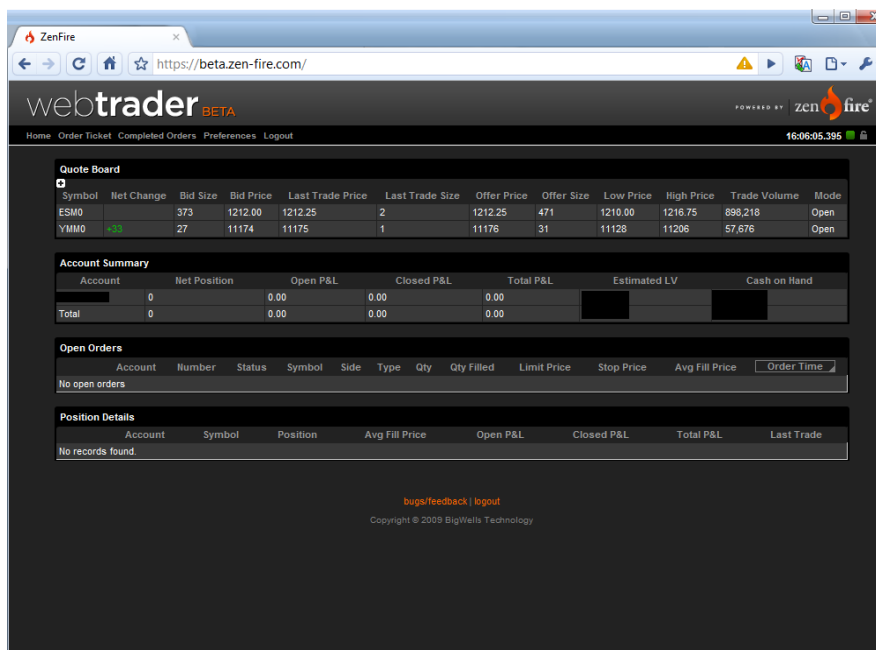 ZenFire
https://beta.zen-fire.com/
webtrader BETA
POWERED BY zen fire®
Home Order Ticket Completed Orders Preferences Logout 16:06:05.395
Quote Board
Symbol Net Change Bid Size Bid Price Last Trade Price Last Trade Size Offer Price Offer Size Low Price High Price Trade Volume Mode
ESM0 373 1212.00 1212.25 2 1212.25 471 1210.00 1216.75 898,218 Open
YMM0 +33 27 11174 11175 1 11176 31 11128 11206 57,676 Open
Account Summary
Account Net Position Open P&L Closed P&L Total P&L Estimated LV Cash on Hand
0 0.00 0.00 0.00
Total 0 0.00 0.00 0.00
Open Orders
Account Number Status Symbol Side Type Qty Qty Filled Limit Price Stop Price Avg Fill Price Order Time
No open orders
Position Details
Account Symbol Position Avg Fill Price Open P&L Closed P&L Total P&L Last Trade
No records found.
bugs/feedback | logout
Copyright © 2009 BigWells Technology